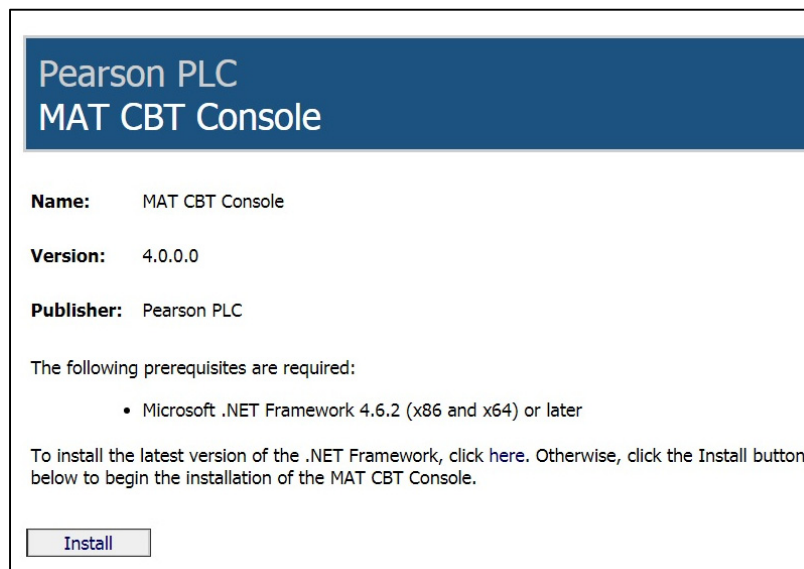 Pearson PLC
MAT CBT Console
Name: MAT CBT Console
Version: 4.0.0.0
Publisher: Pearson PLC
The following prerequisites are required:
• Microsoft .NET Framework 4.6.2 (x86 and x64) or later
To install the latest version of the .NET Framework, click here. Otherwise, click the Install button
below to begin the installation of the MAT CBT Console.
Install